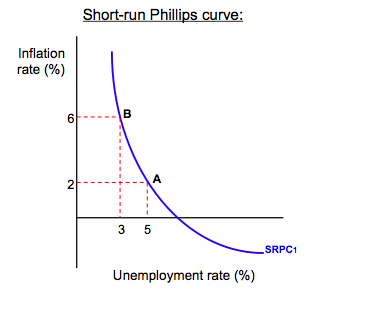 Short-run Phillips curve:
Inflation
rate (%)
6
B
2
A
3 5
SRPC1
Unemployment rate (%)